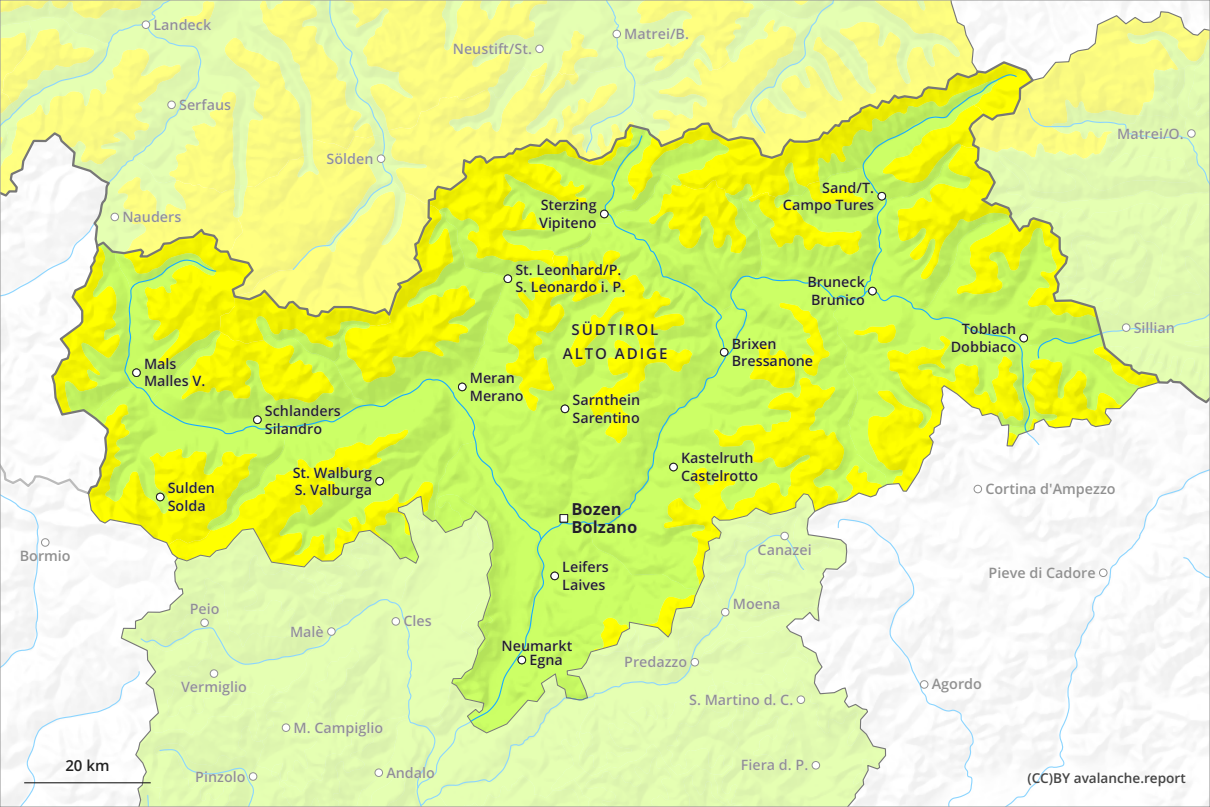 Landeck
Neustift/St.
Matrei/B.
Serfaus
Matrei/O.
Sölden
Sand/T.
Campo Tures
Sterzing
Vipiteno
Nauders
St. Leonhard/P.
S. Leonardo i. P.
Bruneck
Brunico
SÜDTIROL
ALTO ADIGE
Toblach
Dobbiaco
Sillian
Brixen
Bressanone
Mals
Malles V.
Meran
Merano
Sarnthein
Sarentino
Schlanders
Silandro
Kastelruth
Castelrotto
St. Walburg
S. Valburga
Sulden
Solda
Cortina d'Ampezzo
Bozen
Bolzano
Bormio
Canazei
Leifers
Laives
Pieve di Cadore
Peio
Moena
Malè
Cles
Neumarkt
Egna
Predazzo
Vermiglio
Agordo
S. Martino d. C.
M. Campiglio
20 km
Pinzolo
Andalo
Fiera d. P.
(CC)BY avalanche.report